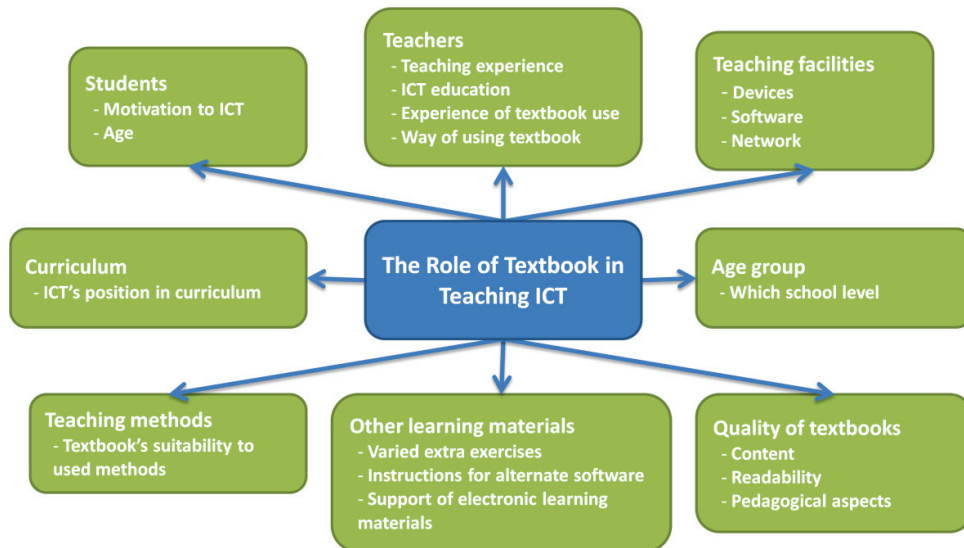 Students
- Motivation to ICT
- Age
Teachers
- Teaching experience
- ICT education
- Experience of textbook use
- Way of using textbook
Teaching facilities
- Devices
- Software
- Network
Curriculum
- ICT's position in curriculum
The Role of Textbook in
Teaching ICT
Age group
- Which school level
Teaching methods
- Textbook's suitability to
used methods
Other learning materials
- Varied extra exercises
- Instructions for alternate software
- Support of electronic learning
materials
Quality of textbooks
- Content
- Readability
- Pedagogical aspects